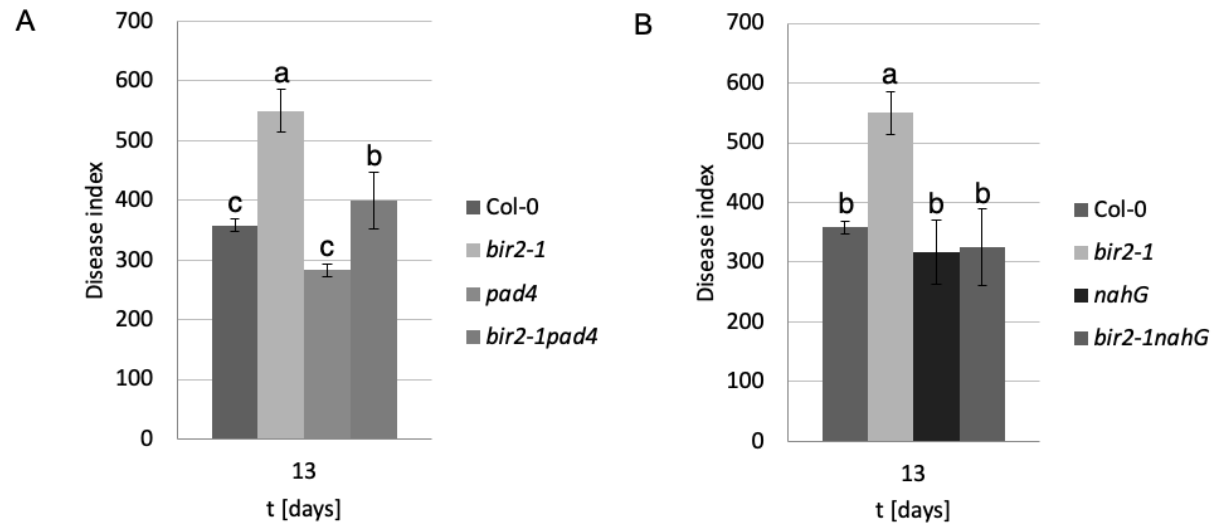 A
700
600
500
400
300
200
100
0
Disease index
c
a
c
b
13
t [days]
Col-0
bir2-1
pad4
bir2-1pad4
B
700
600
500
400
300
200
100
0
Disease index
b
a
b
b
13
t [days]
Col-0
bir2-1
nahG
bir2-1nahG